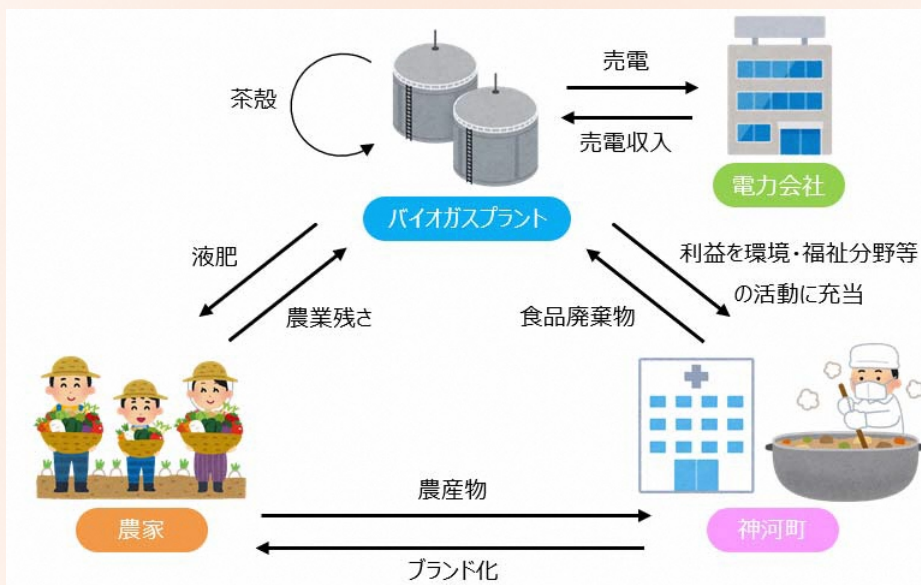 売電
茶殻
売電収入
電力会社
バイオガスプラント
液肥
利益を環境・福祉分野等
の活動に充当
農業残さ
食品廃棄物
農産物
農家
神河町
ブランド化